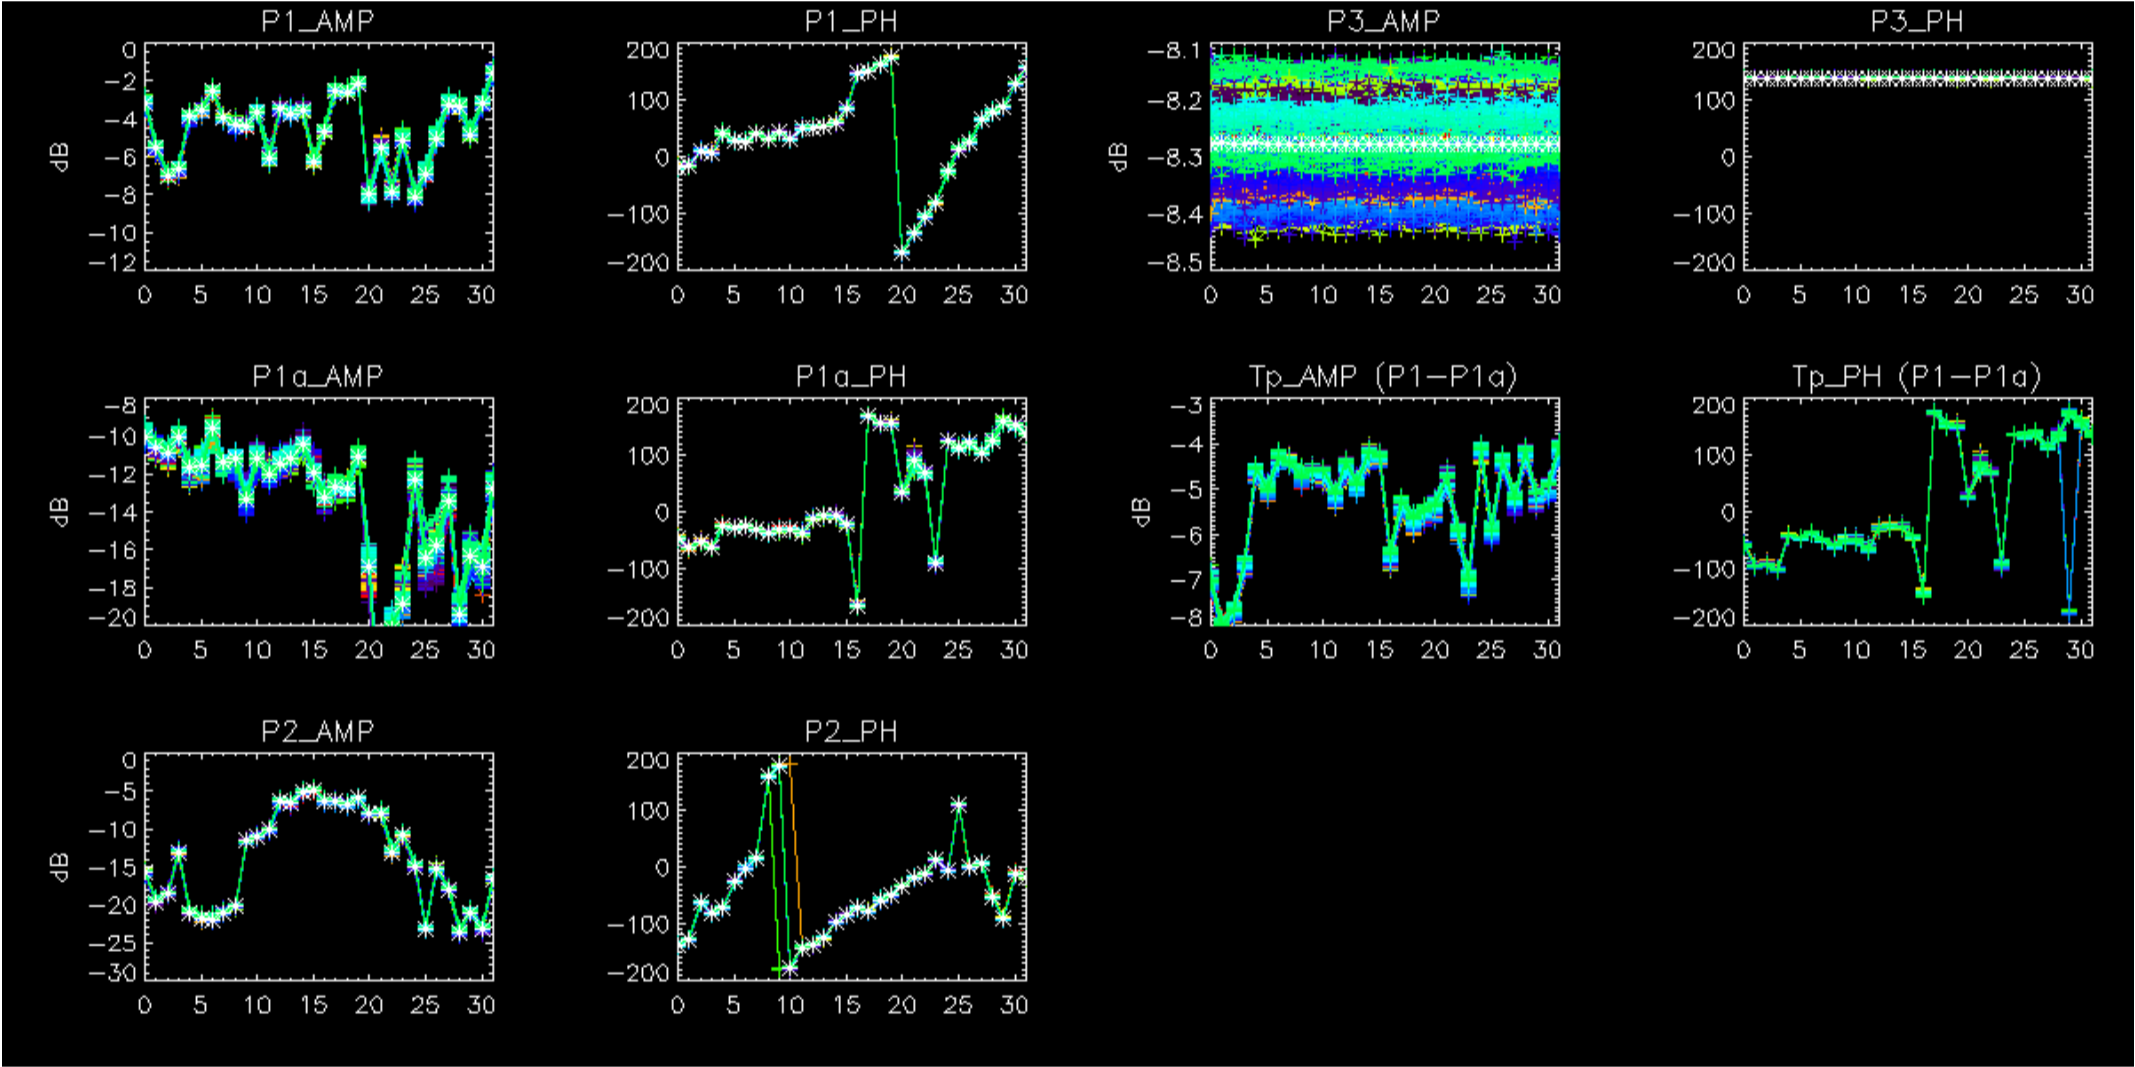 P1_AMP P1_PH P3_AMP P3_PH
0 200 -8.1 200
-2
-4 100 -8.2 100
dB -6 0 dB -8.3 0
-8
-10 -100 -8.4 -100
-12 -200 -8.5 -200
0 5 10 15 20 25 30 0 5 10 15 20 25 30 0 5 10 15 20 25 30 0 5 10 15 20 25 30
P1a_AMP P1a_PH Tp_AMP (P1-P1a) Tp_PH (P1-P1a)
-8 200 -3 200
-10 100 -4 100
-12
dB -14 0 dB -5 0
-16 -6
-18 -100 -7 -100
-20 -200 -8 -200
0 5 10 15 20 25 30 0 5 10 15 20 25 30 0 5 10 15 20 25 30 0 5 10 15 20 25 30
P2_AMP P2_PH
0 200
-5 100
-10
dB -15 0
-20 -100
-25
-30 -200
0 5 10 15 20 25 30 0 5 10 15 20 25 30